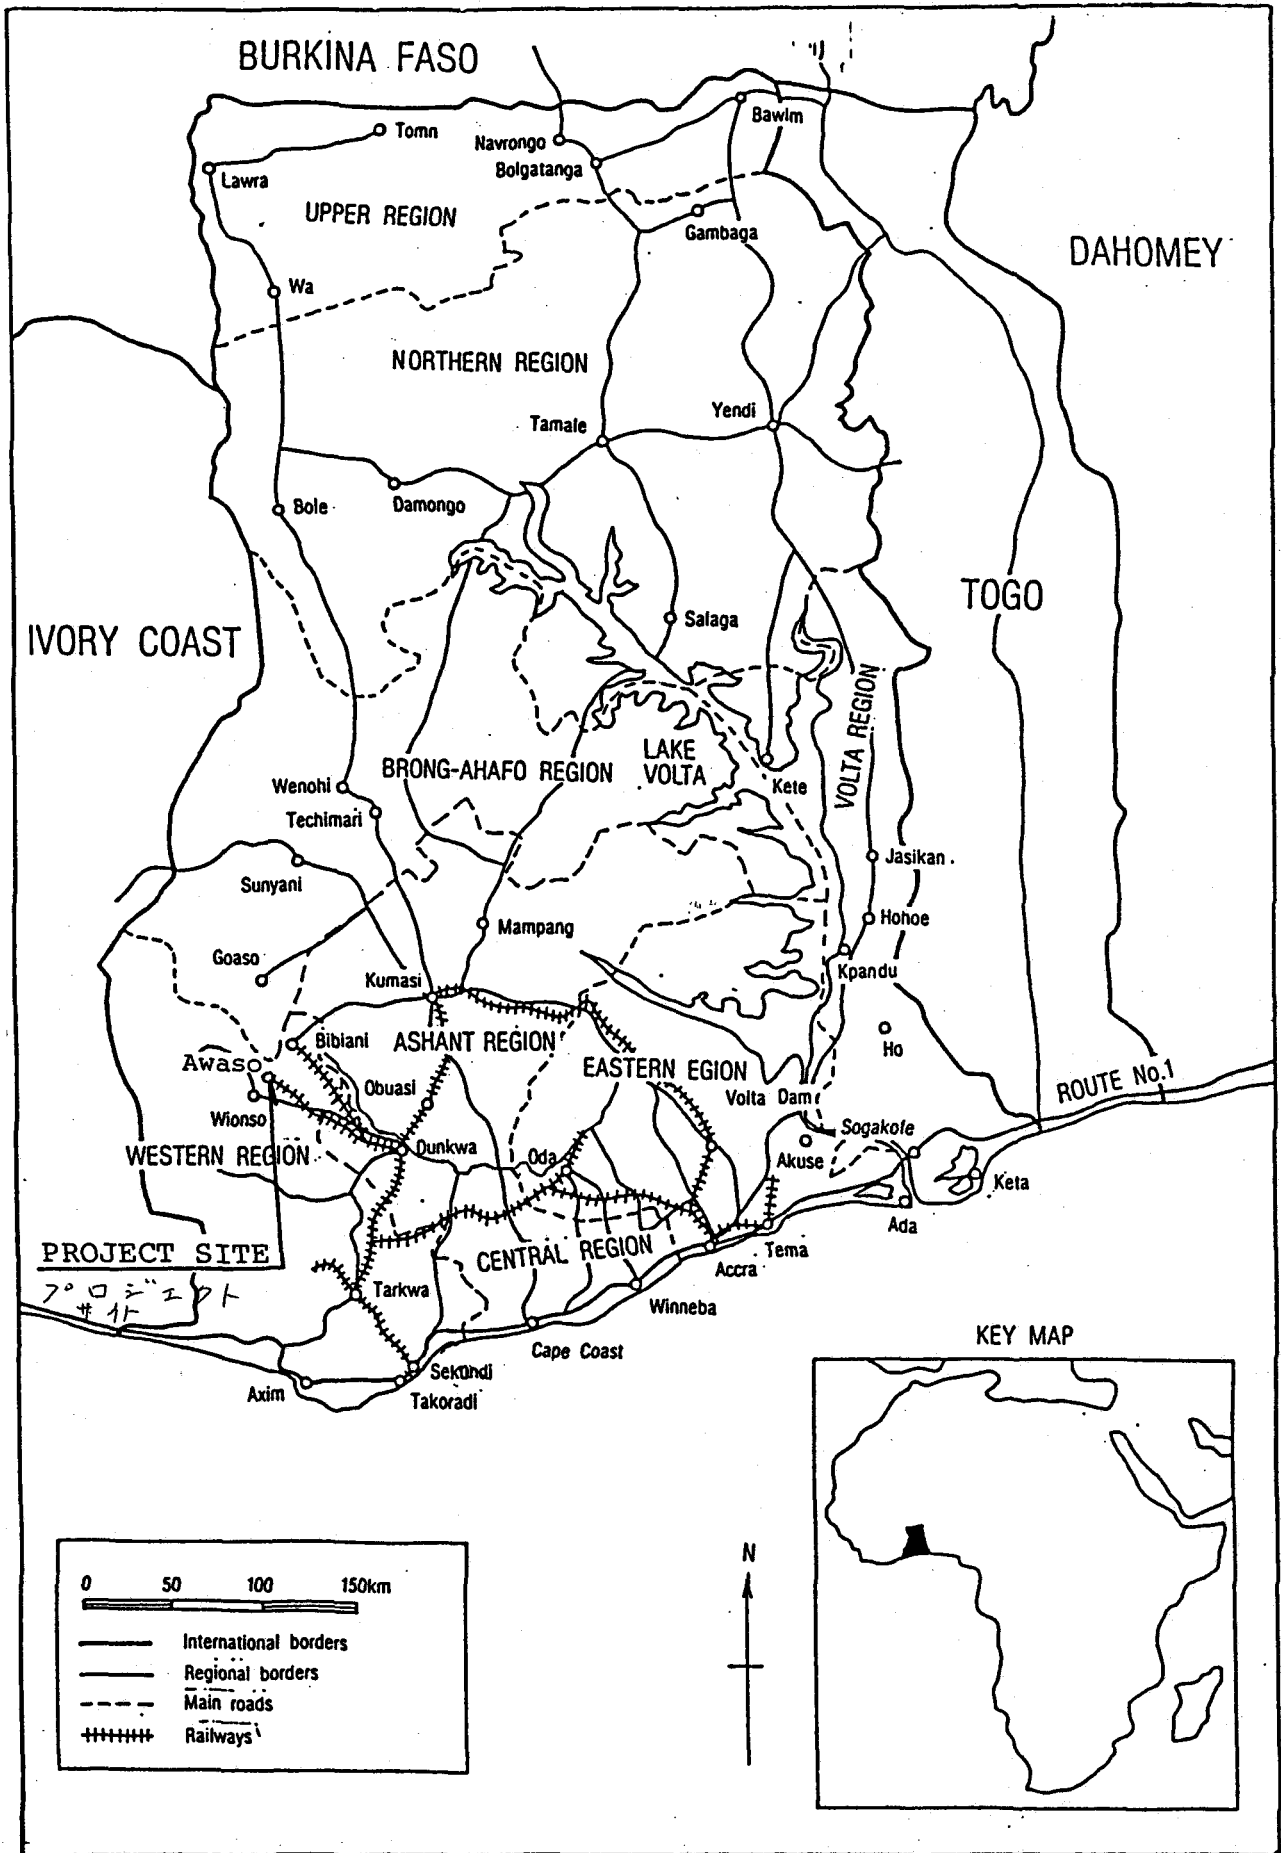 BURKINA FASO
Tomn
Navrongo
Bawlm
Bolgatanga
Lawra
UPPER REGION
Gambaga
DAHOMEY
Wa
NORTHERN REGION
Yendi
Tamale
Bole
Damongo
TOGO
IVORY COAST
Salaga
VOLTA REGION
LAKE
VOLTA
BRONG-AHAFO REGION
Wenohi
Kete
Techimari
Jasikan
Sunyani
Hohoe
Mampang
Goaso
Kpandu
Kumasi
Bibiani
ASHANT REGION
Ho
Awaso
EASTERN EGION
Obuasi
Volta Dam
ROUTE No.1
Wionso
Sogakofe
WESTERN REGION
Dunkwa
Oda
Akuse
Keta
Ada
PROJECT SITE
CENTRAL REGION
Tema
Accra
プロジェクト
サイト
Tarkwa
Winneba
KEY MAP
Cape Coast
Sekundi
Axim
Takoradi
N
0 50 100 150km
International borders
Regional borders
Main roads
Railways